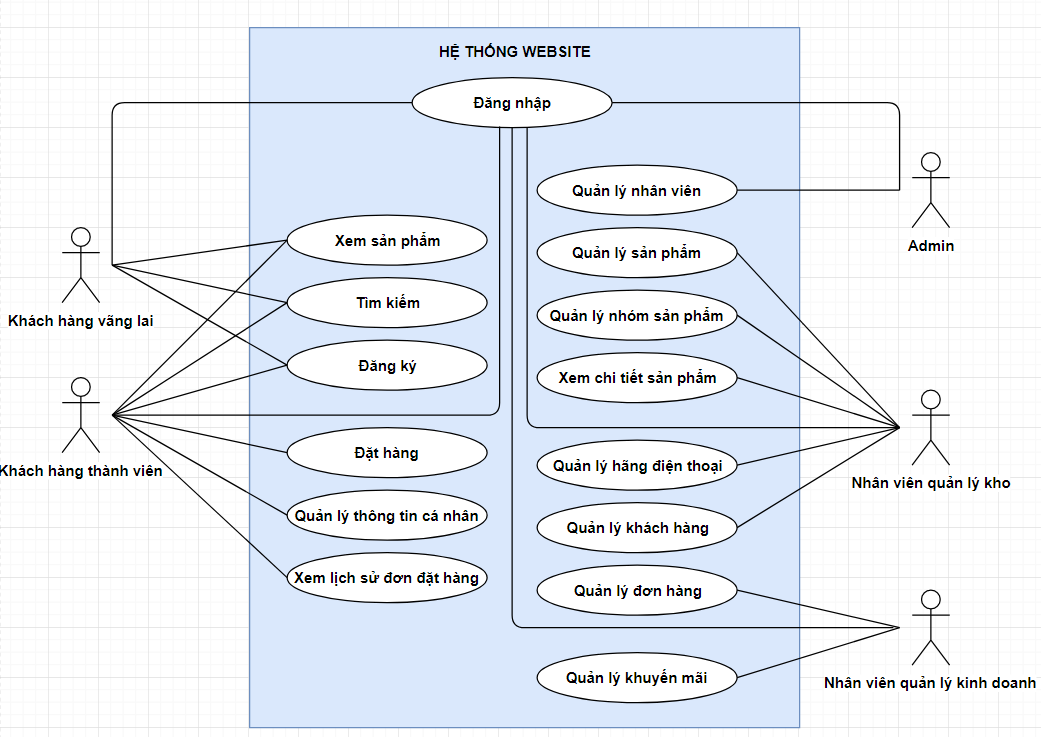 HỆ THỐNG WEBSITE
Đăng nhập
Quản lý nhân viên
Admin
Xem sản phẩm
Quản lý sản phẩm
Khách hàng vãng lai
Tìm kiếm
Quản lý nhóm sản phẩm
Đăng ký
Xem chi tiết sản phẩm
Khách hàng thành viên
Đặt hàng
Quản lý hãng điện thoại
Nhân viên quản lý kho
Quản lý thông tin cá nhân
Quản lý khách hàng
Xem lịch sử đơn đặt hàng
Quản lý đơn hàng
Quản lý khuyến mãi
Nhân viên quản lý kinh doanh